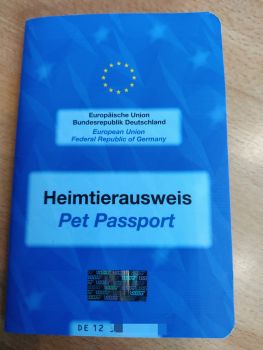 Europäische Union
Bundesrepublik Deutschland
European Union
Federal Republic of Germany
Heimtierausweis
Pet Passport
DE 12